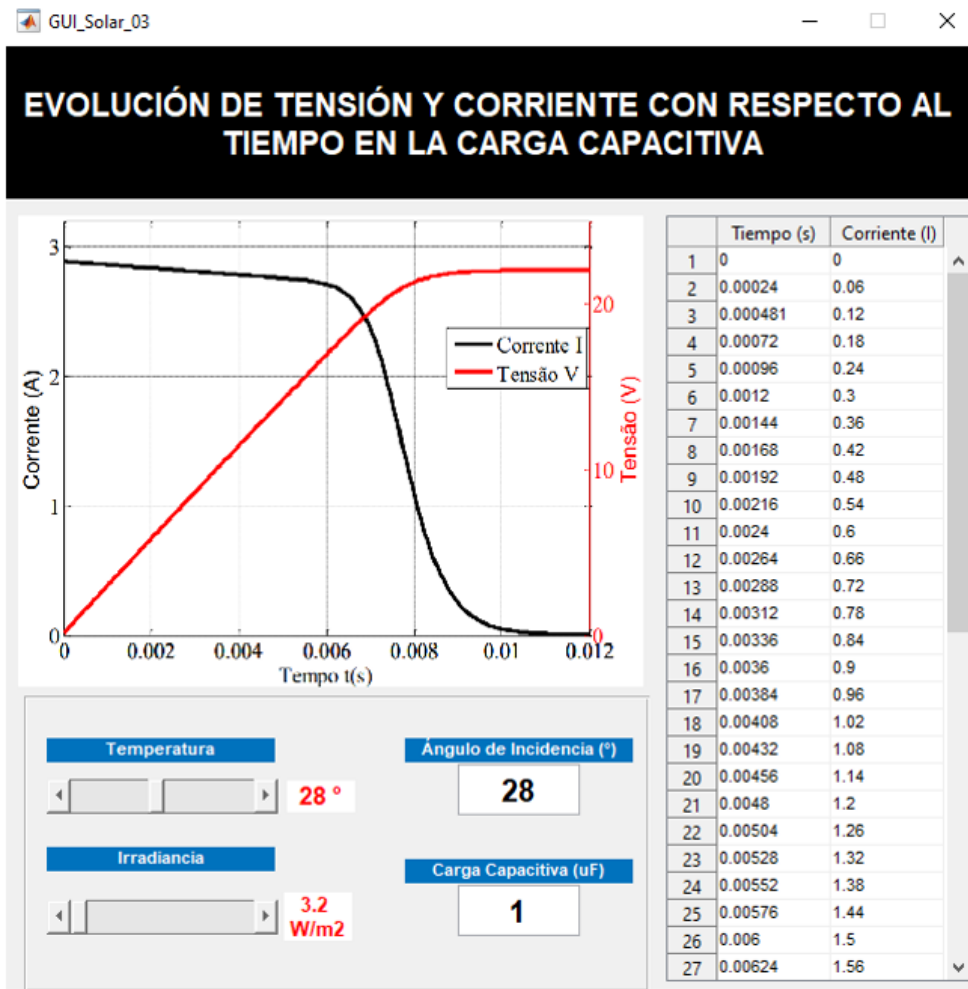 GUI_Solar_03
EVOLUCIÓN DE TENSIÓN Y CORRIENTE CON RESPECTO AL
TIEMPO EN LA CARGA CAPACITIVA
3
2
1
0
Corrente (A)
20
10
0
Tensão (V)
Corrente I
Tensão V
0 0.002 0.004 0.006 0.008 0.01 0.012
Tempo t(s)
Tiempo (s) Corriente (I)
1 0 0
2 0.00024 0.06
3 0.000481 0.12
4 0.00072 0.18
5 0.00096 0.24
6 0.0012 0.3
7 0.00144 0.36
8 0.00168 0.42
9 0.00192 0.48
10 0.00216 0.54
11 0.0024 0.6
12 0.00264 0.66
13 0.00288 0.72
14 0.00312 0.78
15 0.00336 0.84
16 0.0036 0.9
17 0.00384 0.96
18 0.00408 1.02
19 0.00432 1.08
20 0.00456 1.14
21 0.0048 1.2
22 0.00504 1.26
23 0.00528 1.32
24 0.00552 1.38
25 0.00576 1.44
26 0.006 1.5
27 0.00624 1.56
Temperatura
28 °
Ángulo de Incidencia (°)
28
Irradiancia
3.2
W/m2
Carga Capacitiva (uF)
1